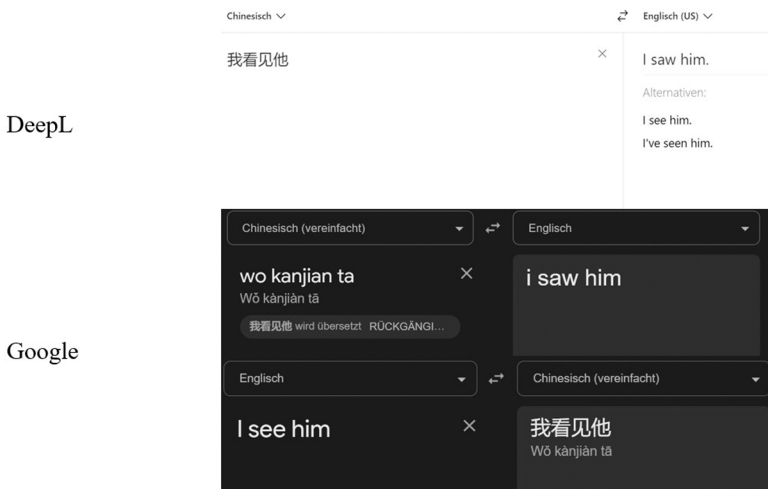 Chinesisch
Englisch (US)
我看见他
I saw him.
Alternativen:
I see him.
I've seen him.
DeepL
Chinesisch (vereinfacht)
Englisch
wo kanjian ta
Wǒ kànjiàn tā
我看见他 wird übersetzt RÜCKGÄNGI...
i saw him
Google
Englisch
Chinesisch (vereinfacht)
I see him
我看见他
Wǒ kànjiàn tā